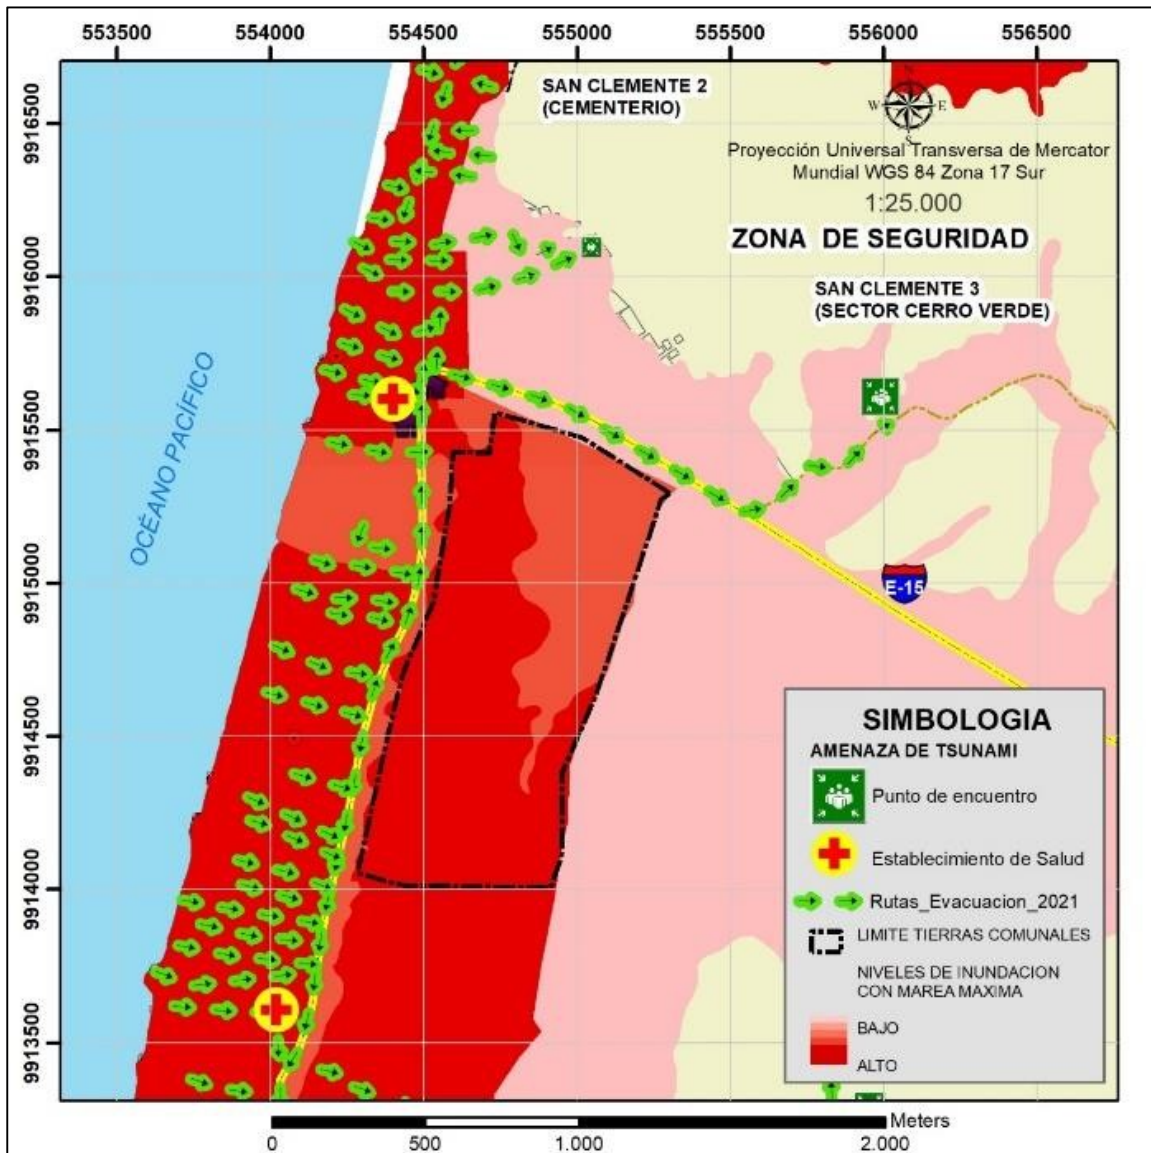 553500 554000 554500 555000 555500 556000 556500
9916500
9916000
9915500
9915000
9914500
9914000
9913500
SAN CLEMENTE 2
(CEMENTERIO)
N
W E
S
Proyección Universal Transversa de Mercator
Mundial WGS 84 Zona 17 Sur
1:25.000
ZONA DE SEGURIDAD
SAN CLEMENTE 3
(SECTOR CERRO VERDE)
OCÉANO PACÍFICO
E-15
SIMBOLOGIA
AMENAZA DE TSUNAMI
Punto de encuentro
Establecimiento de Salud
Rutas_Evacuacion_2021
LIMITE TIERRAS COMUNALES
NIVELES DE INUNDACION
CON MAREA MAXIMA
BAJO
ALTO
Meters
0 500 1.000 2.000